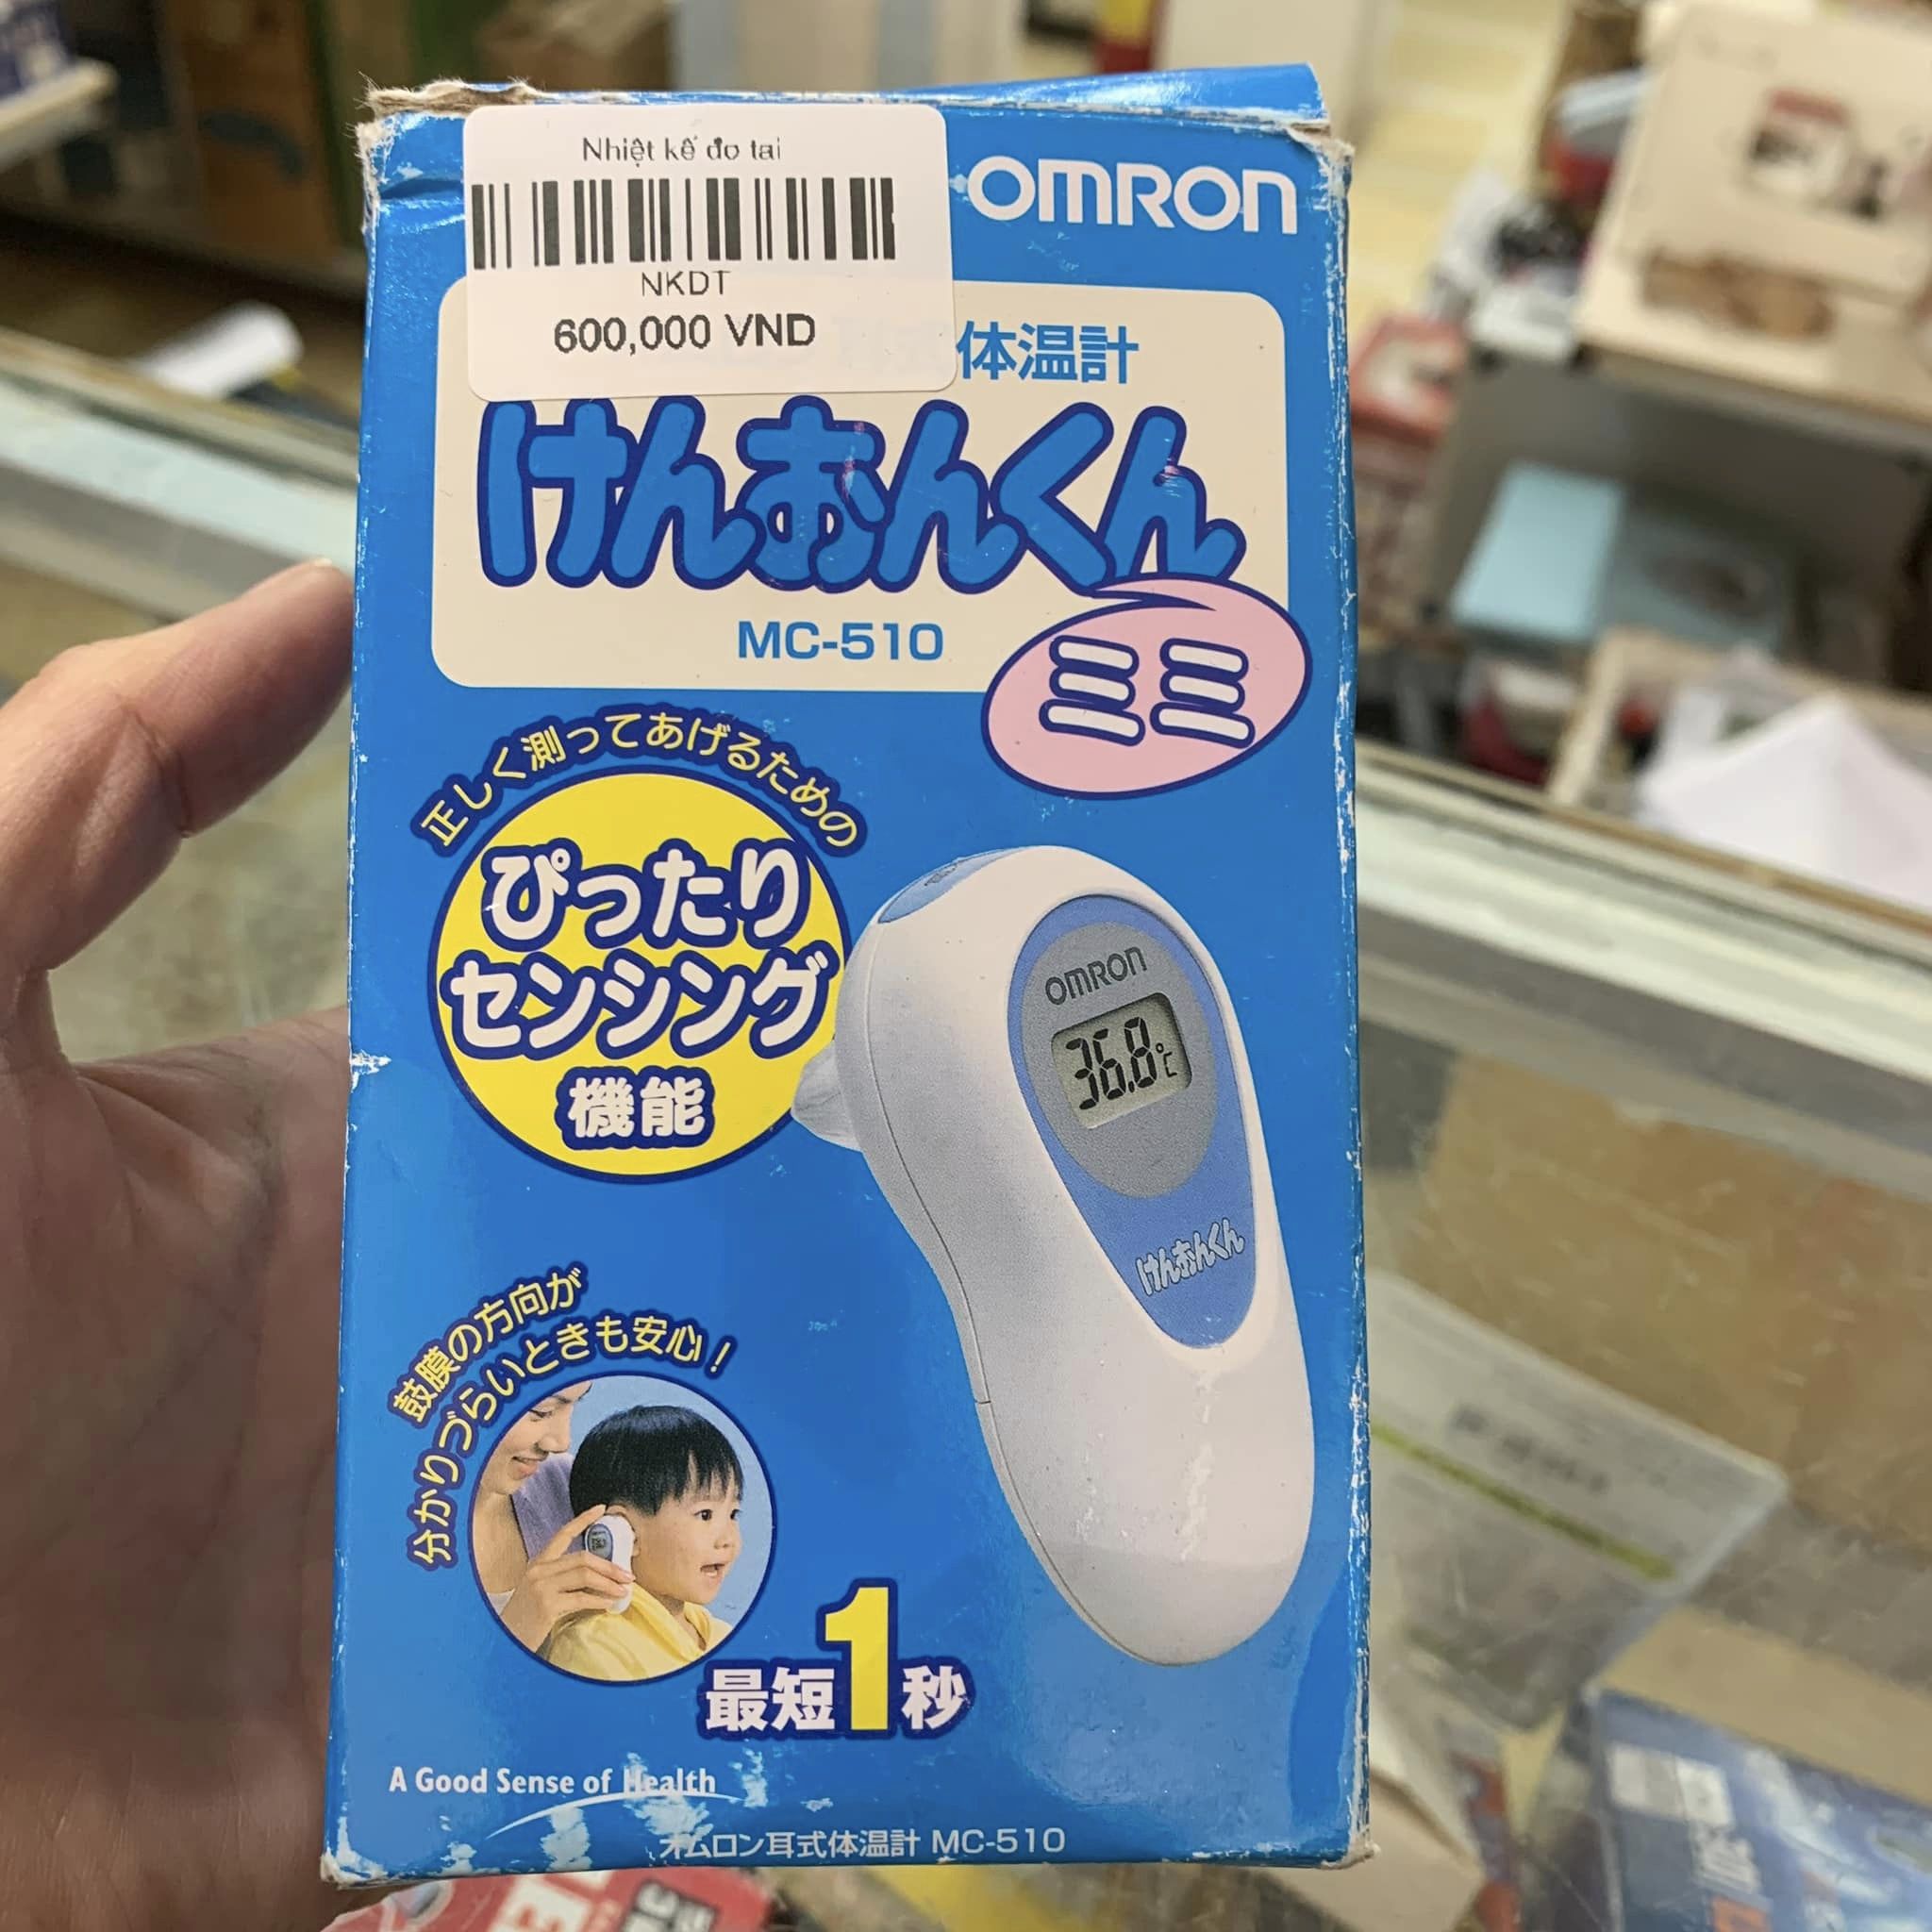 Nhiệt kế đo tai
NKDT
600,000 VND
OMRON
体温計
けんおんくん
MC-510
ミミ
正しく測ってあげるための
ぴったり
センシング
機能
OMRON
36.8℃
けんおんくん
鼓膜の方向が
分かりづらいときも安心!
最短1秒
A Good Sense of Health
オムロン耳式体温計 MC-510